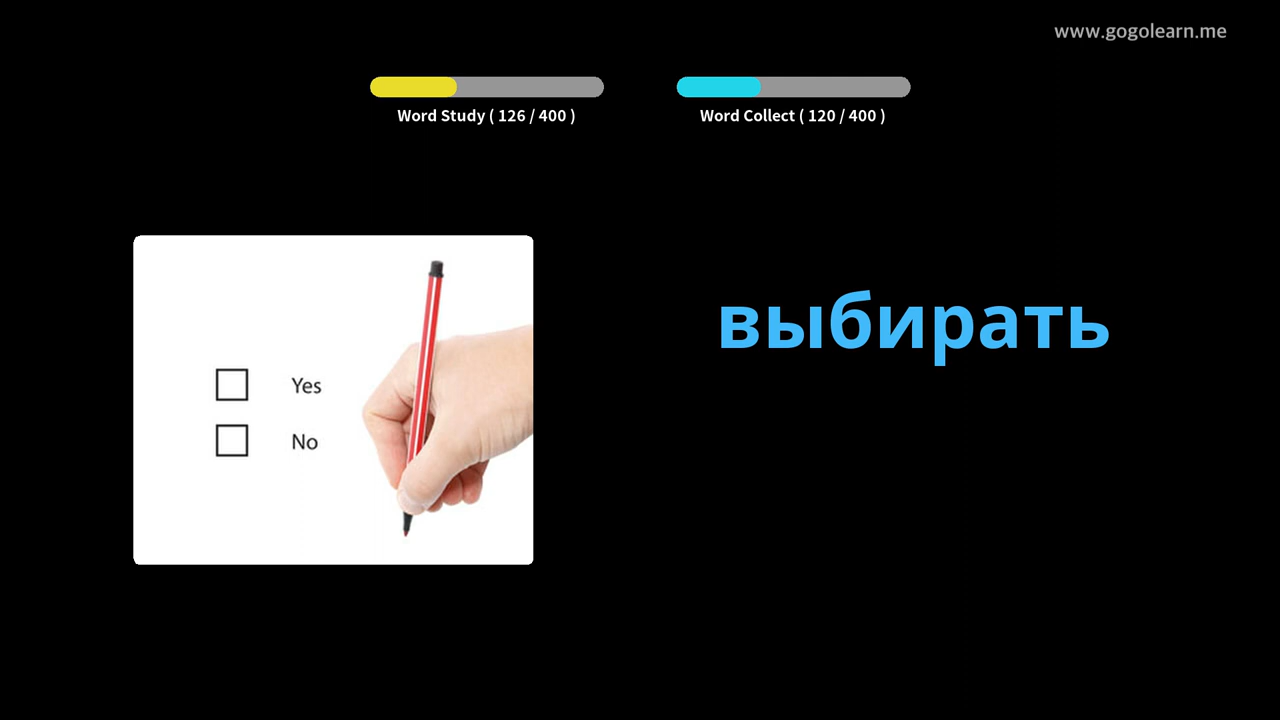 www.gogolearn.me
Word Study ( 126 / 400 )
Word Collect ( 120 / 400 )
выбирать
Yes
No